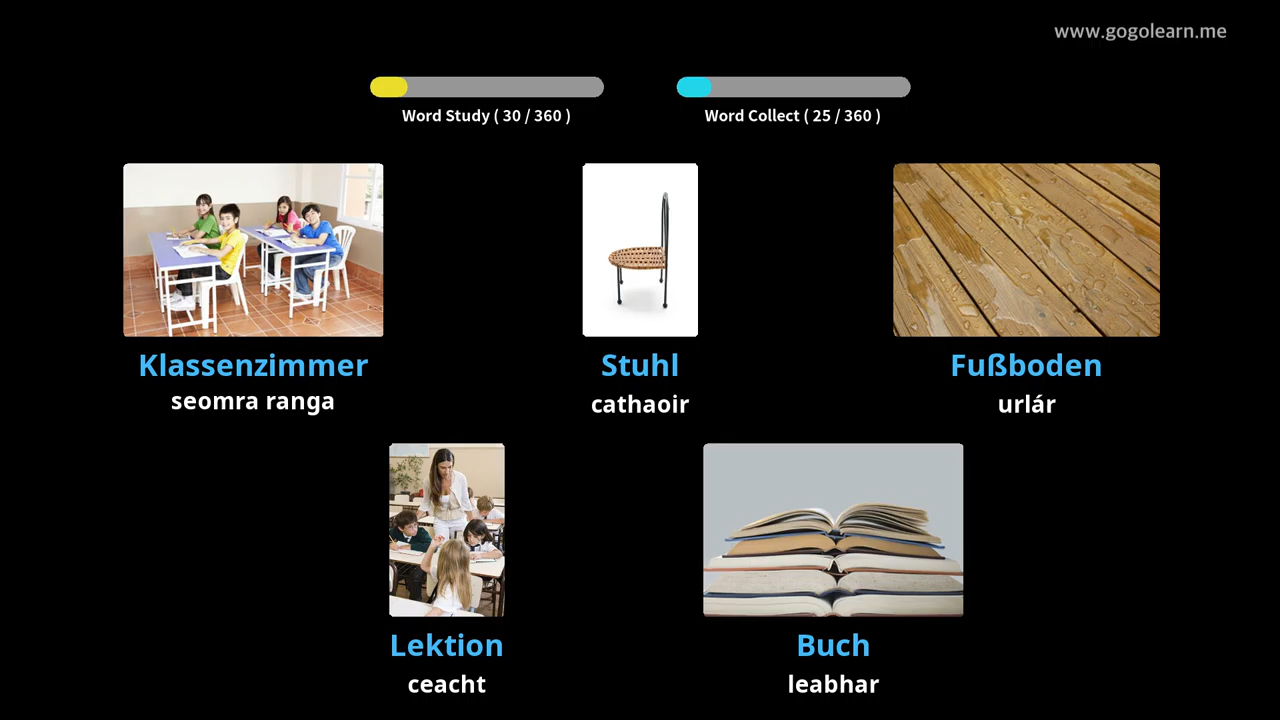 www.gogolearn.me
Word Study ( 30 / 360 )
Word Collect ( 25 / 360 )
Klassenzimmer
seomra ranga
Stuhl
cathaoir
Fußboden
urlár
Lektion
ceacht
Buch
leabhar